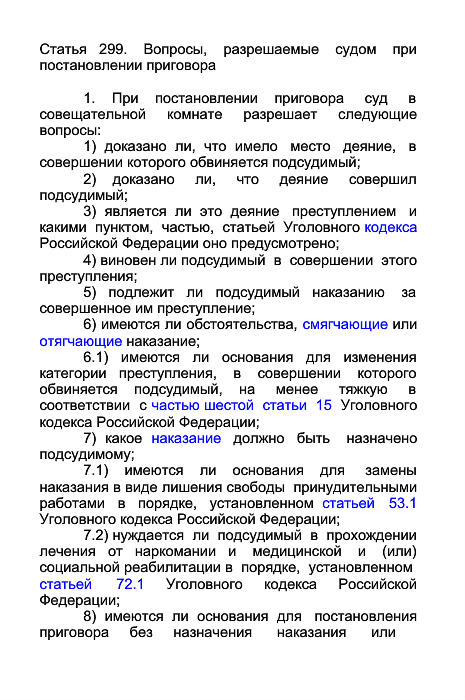 Статья 299. Вопросы, разрешаемые судом при
постановлении приговора
1. При постановлении приговора суд в
совещательной комнате разрешает следующие
вопросы:
1) доказано ли, что имело место деяние, в
совершении которого обвиняется подсудимый;
2) доказано ли, что деяние совершил
подсудимый;
3) является ли это деяние преступлением и
какими пунктом, частью, статьей Уголовного кодекса
Российской Федерации оно предусмотрено;
4) виновен ли подсудимый в совершении этого
преступления;
5) подлежит ли подсудимый наказанию за
совершенное им преступление;
6) имеются ли обстоятельства, смягчающие или
отягчающие наказание;
6.1) имеются ли основания для изменения
категории преступления, в совершении которого
обвиняется подсудимый, на менее тяжкую в
соответствии с частью шестой статьи 15 Уголовного
кодекса Российской Федерации;
7) какое наказание должно быть назначено
подсудимому;
7.1) имеются ли основания для замены
наказания в виде лишения свободы принудительными
работами в порядке, установленном статьей 53.1
Уголовного кодекса Российской Федерации;
7.2) нуждается ли подсудимый в прохождении
лечения от наркомании и медицинской и (или)
социальной реабилитации в порядке, установленном
статьей 72.1 Уголовного кодекса Российской
Федерации;
8) имеются ли основания для постановления
приговора без назначения наказания или